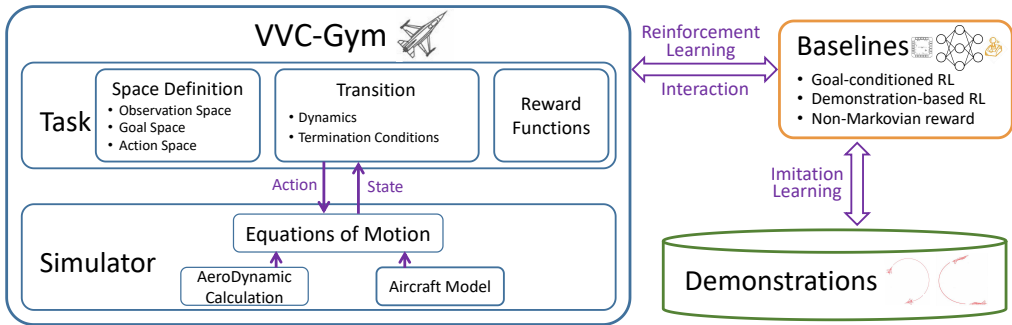 VVC-Gym
Task
Space Definition
• Observation Space
• Goal Space
• Action Space
Transition
• Dynamics
• Termination Conditions
Reward
Functions
Action
State
Simulator
Equations of Motion
AeroDynamic
Calculation
Aircraft Model
Reinforcement
Learning
Interaction
Baselines
• Goal-conditioned RL
• Demonstration-based RL
• Non-Markovian reward
Imitation
Learning
Demonstrations